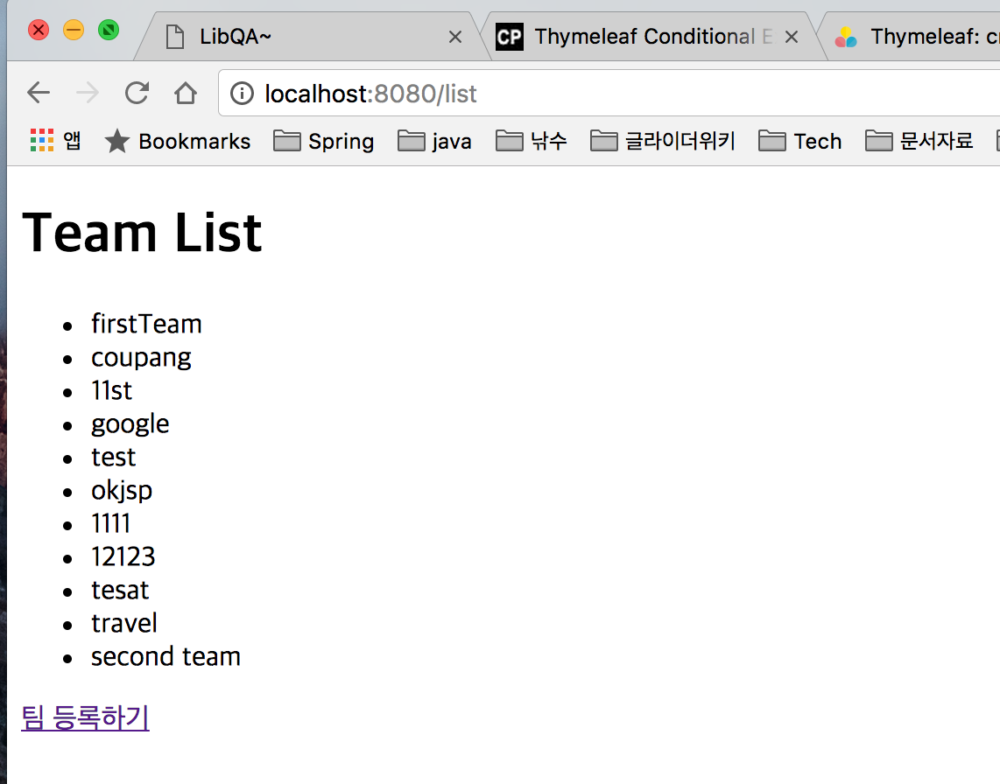 LibQA~ Thymeleaf Conditional E Thymeleaf: cr
localhost:8080/list
앱 Bookmarks Spring java 낚수 글라이더위키 Tech 문서자료
Team List
firstTeam
coupang
11st
google
test
okjsp
1111
12123
tesat
travel
second team
팀 등록하기